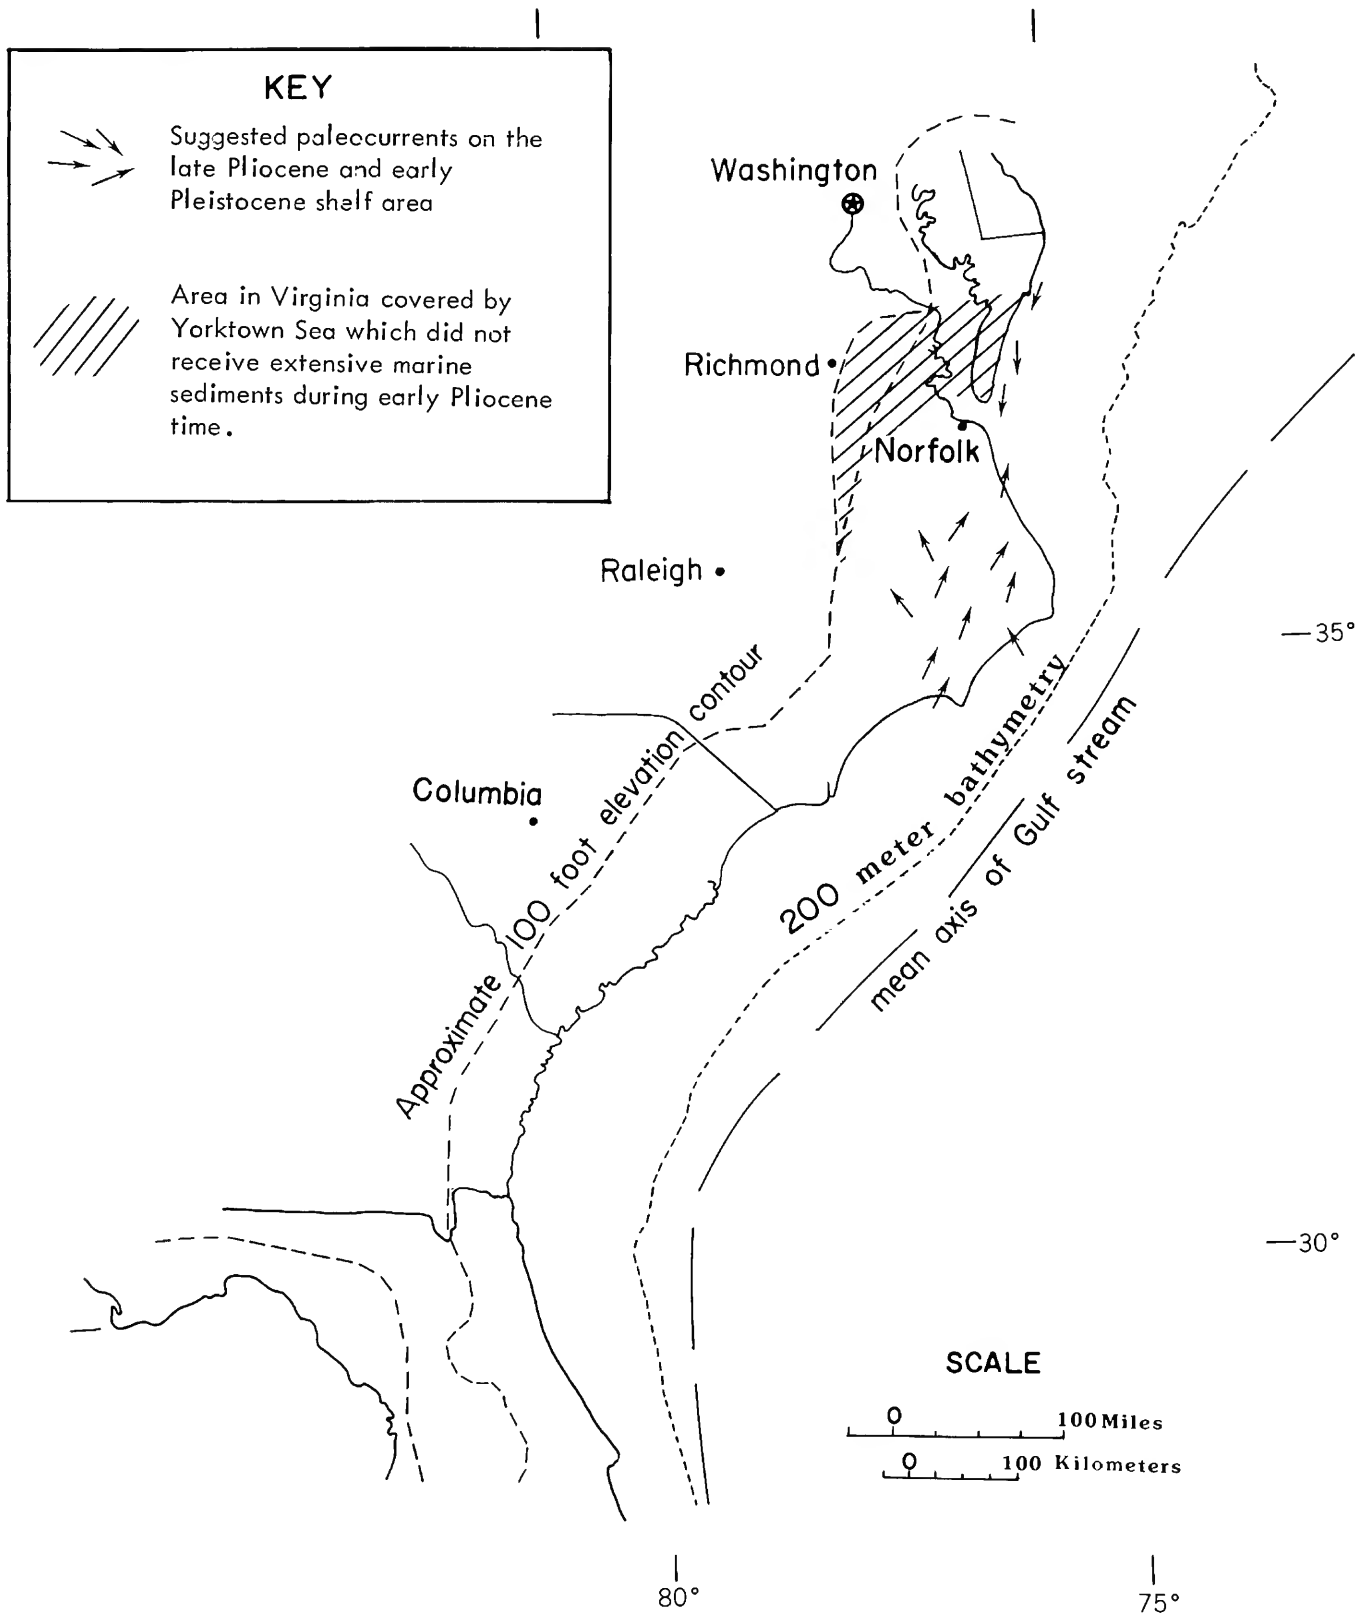 KEY
Suggested paleocurrents on the
late Pliocene and early
Pleistocene shelf area
Area in Virginia covered by
Yorktown Sea which did not
receive extensive marine
sediments during early Pliocene
time.
Washington
Richmond
Norfolk
Raleigh
35°
Approximate 100 foot elevation contour
Columbia
200 meter bathymetry
mean axis of Gulf stream
30°
SCALE
0 100 Miles
0 100 Kilometers
80°
75°